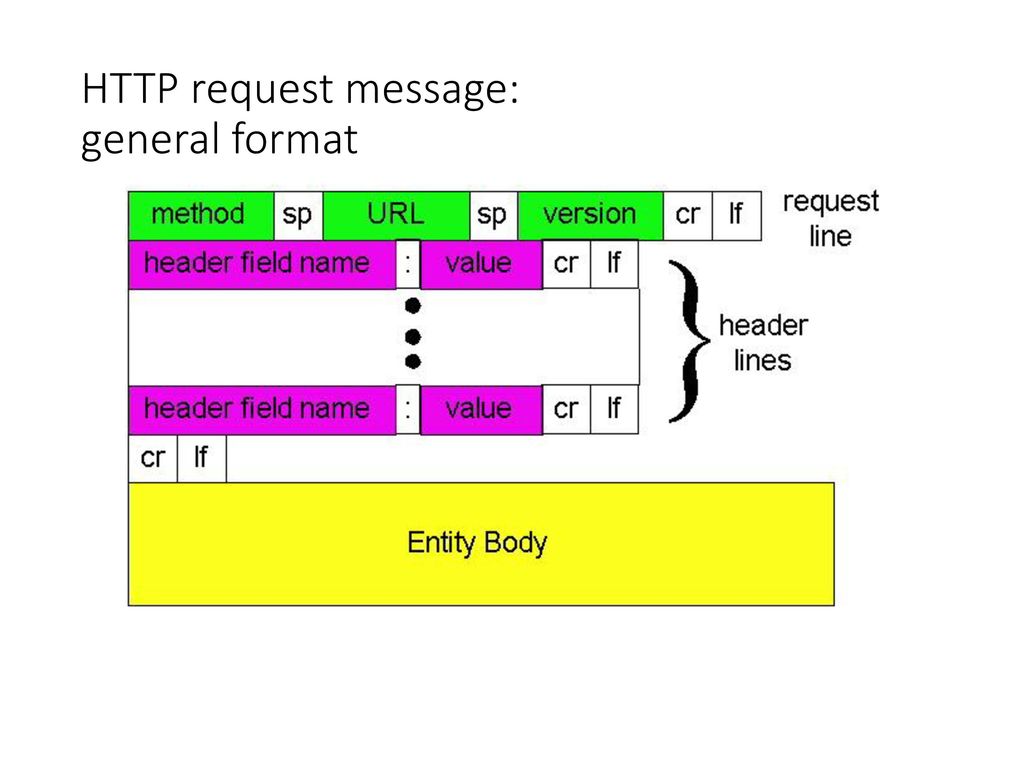 HTTP request message:
general format
method sp URL sp version cr lf
request
line
header field name : value cr lf
header
lines
header field name : value cr lf
cr lf
Entity Body